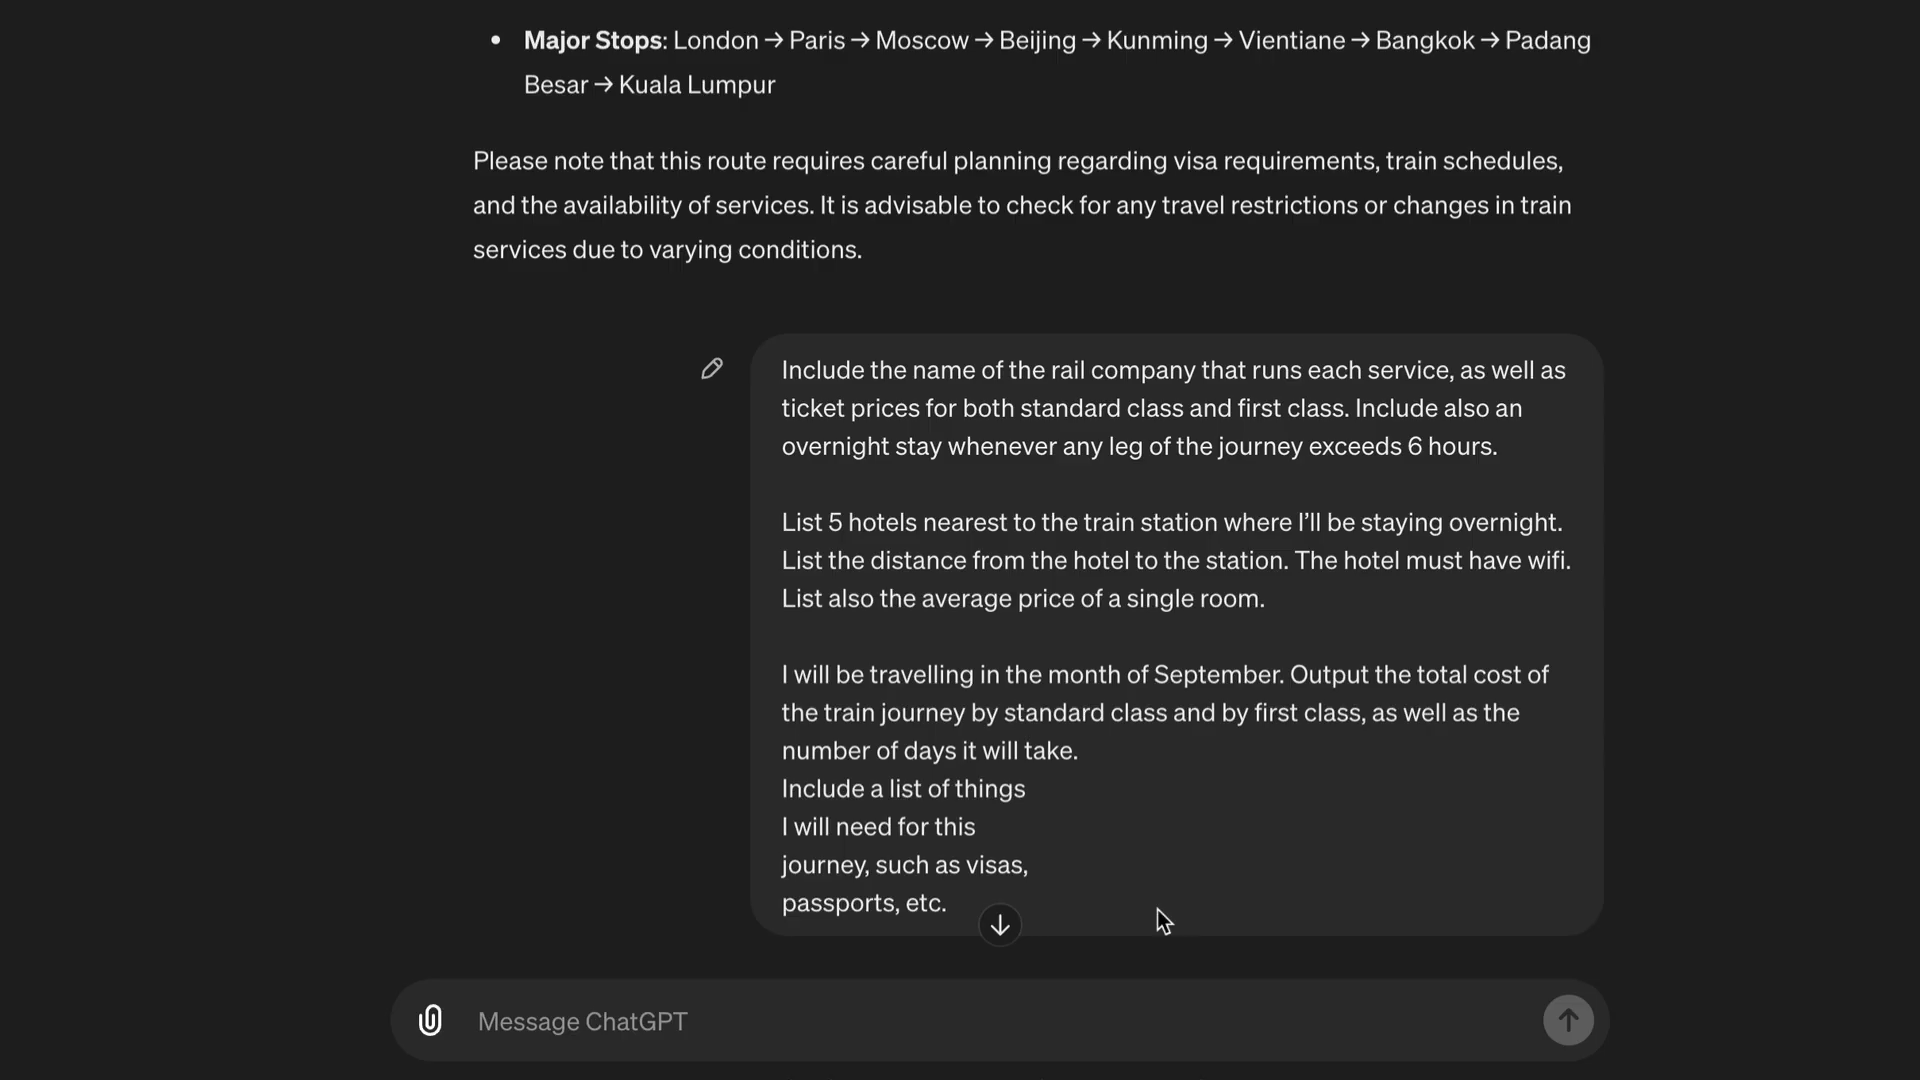 • Major Stops: London → Paris → Moscow → Beijing → Kunming → Vientiane → Bangkok → Padang
Besar → Kuala Lumpur
Please note that this route requires careful planning regarding visa requirements, train schedules,
and the availability of services. It is advisable to check for any travel restrictions or changes in train
services due to varying conditions.
Include the name of the rail company that runs each service, as well as
ticket prices for both standard class and first class. Include also an
overnight stay whenever any leg of the journey exceeds 6 hours.
List 5 hotels nearest to the train station where I’ll be staying overnight.
List the distance from the hotel to the station. The hotel must have wifi.
List also the average price of a single room.
I will be travelling in the month of September. Output the total cost of
the train journey by standard class and by first class, as well as the
number of days it will take.
Include a list of things
I will need for this
journey, such as visas,
passports, etc.
Message ChatGPT